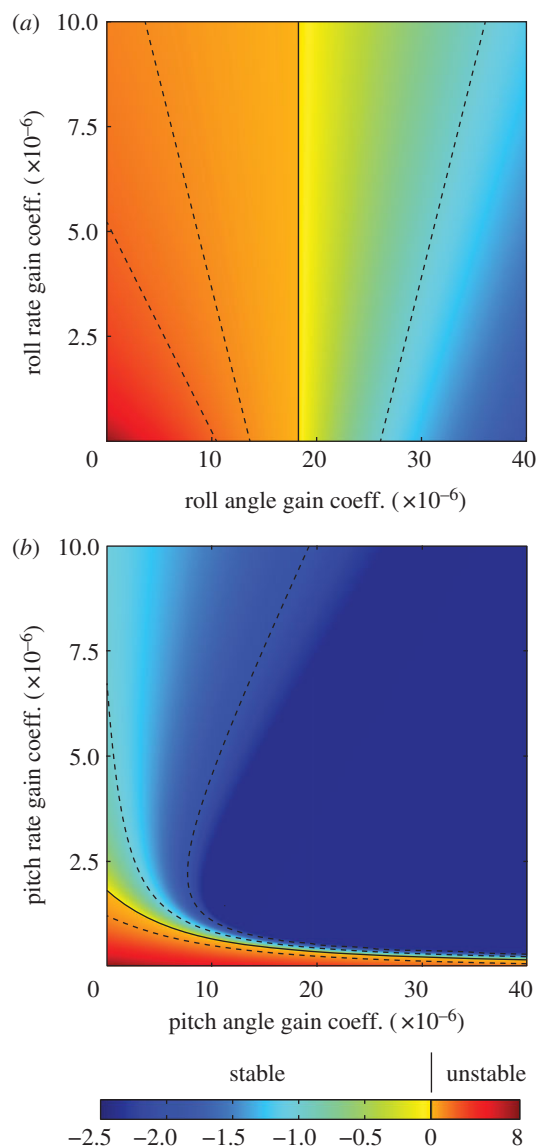 (a)
10.0
7.5
5.0
2.5
0
10
20
30
40
roll rate gain coeff. (×10⁻⁶)
roll angle gain coeff. (×10⁻⁶)
(b)
10.0
7.5
5.0
2.5
0
10
20
30
40
pitch rate gain coeff. (×10⁻⁶)
pitch angle gain coeff. (×10⁻⁶)
stable | unstable
−2.5 −2.0 −1.5 −1.0 −0.5 0 8